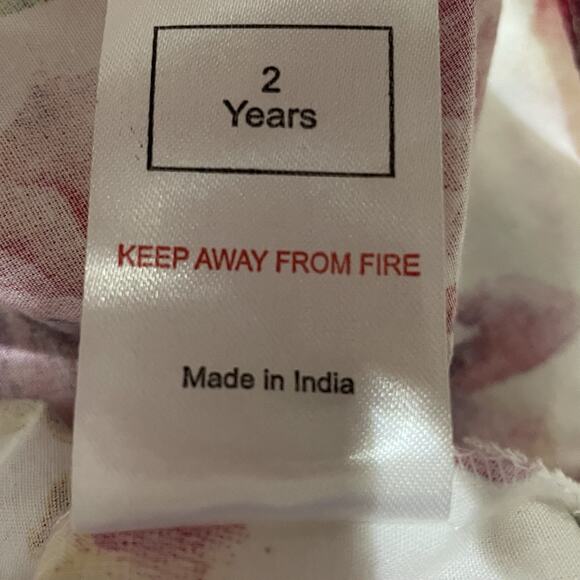 2
Years
KEEP AWAY FROM FIRE
Made in India